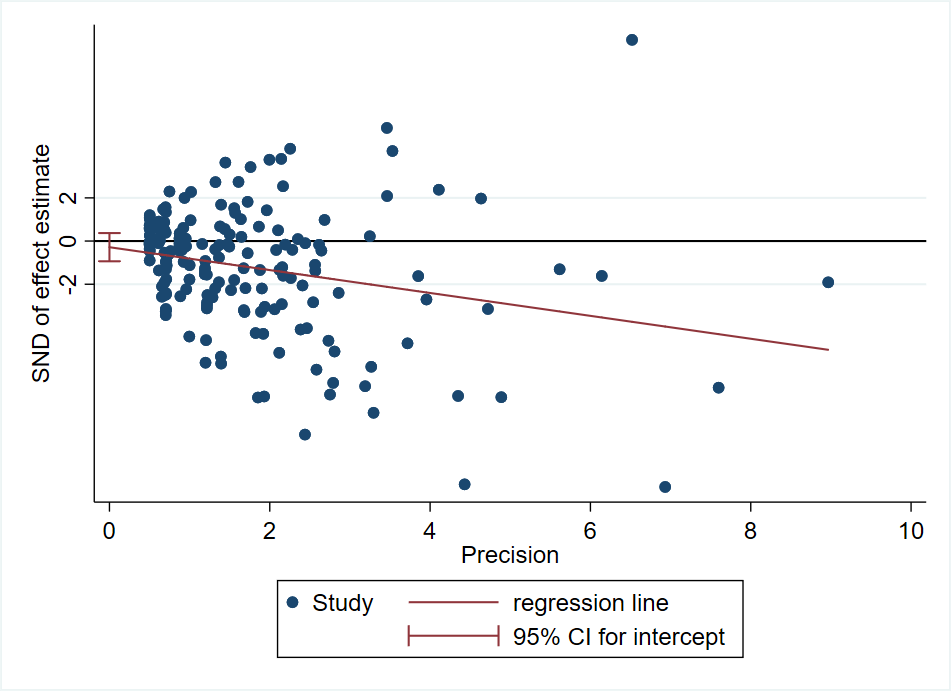 SND of effect estimate
2
0
-2
0 2 4 6 8 10
Precision
Study
regression line
95% CI for intercept